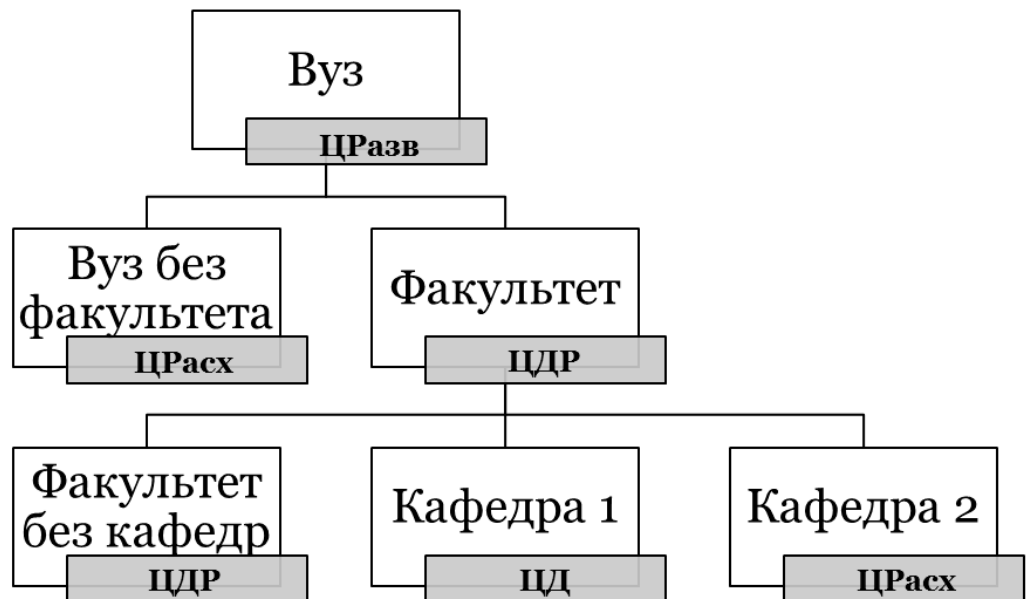 Вуз
ЦРазв
Вуз без
факультета
ЦРасх
Факультет
ЦДР
Факультет
без кафедр
ЦДР
Кафедра 1
ЦД
Кафедра 2
ЦРасх